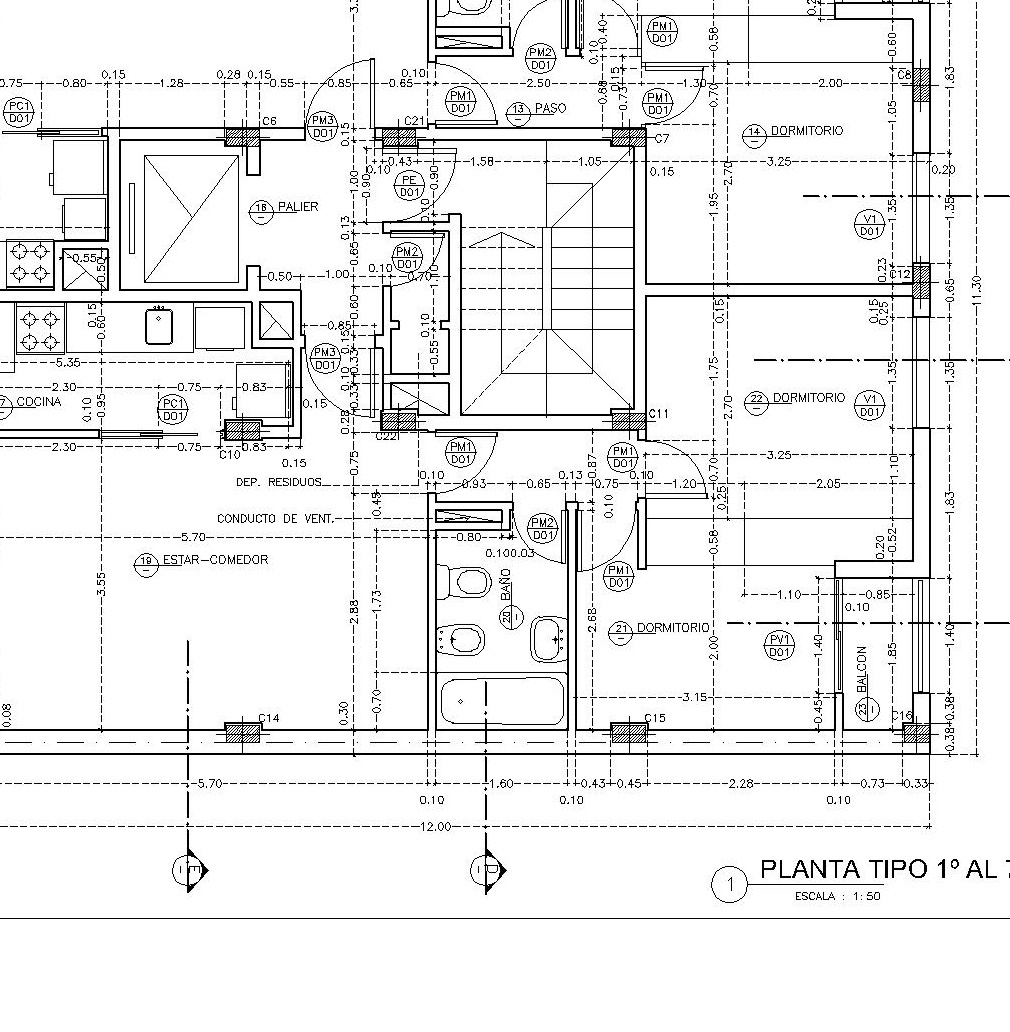 0.60
PM1
D01
0.40
0.58
PM2
D01
0.10
0.15
0.15
0.75
0.80
1.28
0.28
0.15
0.55
0.85
0.65
0.10
2.50
1.30
2.00
C8
1.83
PC1
D01
PM1
D01
PM1
D01
0.73
0.70
13 PASO
1.05
C6
PM3
D01
0.15
C21
C7
14 DORMITORIO
0.43
1.58
1.05
3.25
0.10
0.15
0.20
2.70
1.00
0.90
PE
D01
0.90
1.95
16 PALIER
0.10
1.35
1.35
V1
D01
0.13
0.65
PM2
D01
0.55
0.50
0.50
1.00
0.10
0.70
1.10
0.23
C12
0.65
11.30
0.15
0.60
0.60
0.85
0.10
0.15
0.15
0.25
5.35
PM3
D01
0.15
0.33
0.55
1.75
1.35
1.35
2.30
0.75
0.83
0.10
COCINA
PC1
D01
0.10
0.95
0.15
0.33
0.28
2.70
22 DORMITORIO
V1
D01
C11
C22
2.30
0.75
0.83
C10
0.15
PM1
D01
PM1
D01
3.25
0.87
0.75
0.70
1.10
DEP. RESIDUOS
0.10
0.93
0.65
0.13
0.75
0.10
1.20
2.05
0.45
0.10
0.25
1.83
CONDUCTO DE VENT.
PM2
D01
5.70
0.80
0.58
0.20
0.52
0.10
0.03
19 ESTAR-COMEDOR
PM1
D01
3.55
1.73
2.88
20 BAÑO
2.68
1.10
0.85
0.10
21 DORMITORIO
PV1
D01
1.40
1.40
2.00
1.85
23 BALCON
3.15
0.08
0.30
0.70
0.45
0.38
C14
C15
C16
0.38
5.70
1.60
0.43
0.45
2.28
0.73
0.33
0.10
0.10
0.10
12.00
E
D
1
PLANTA TIPO 1º AL 7
ESCALA : 1:50